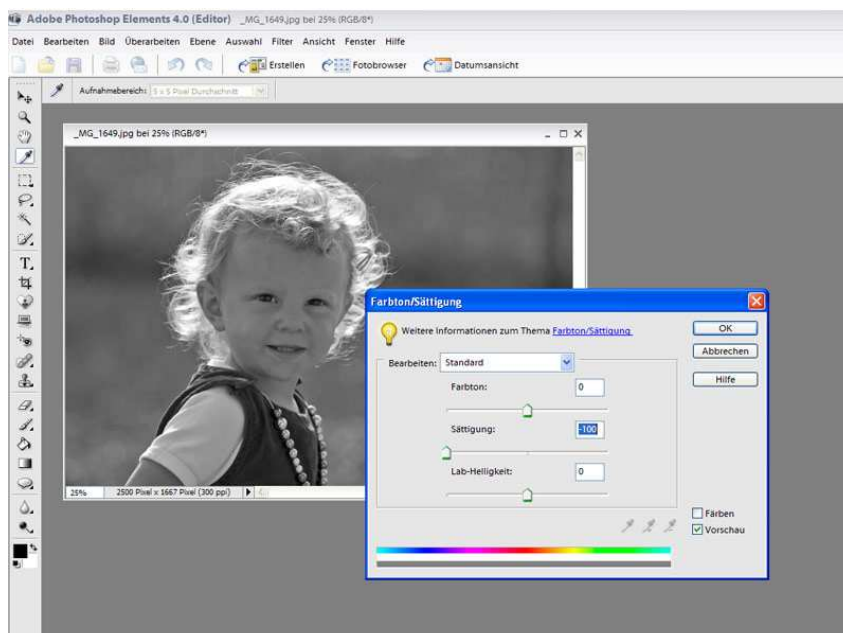 Adobe Photoshop Elements 4.0 (Editor) _MG_1649.jpg bei 25% (RGB/8*)
Datei Bearbeiten Bild Überarbeiten Ebene Auswahl Filter Ansicht Fenster Hilfe
Erstellen Fotobrowser Datumsansicht
Aufnahmebereich: 5 x 5 Pixel Durchschnitt
_MG_1649.jpg bei 25% (RGB/8*)
Farbton/Sättigung
Weitere Informationen zum Thema Farbton/Sättigung
OK
Abbrechen
Hilfe
Bearbeiten: Standard
Farbton: 0
Sättigung: -100
Lab-Helligkeit: 0
Färben
Vorschau
25% 2500 Pixel x 1667 Pixel (300 ppi)